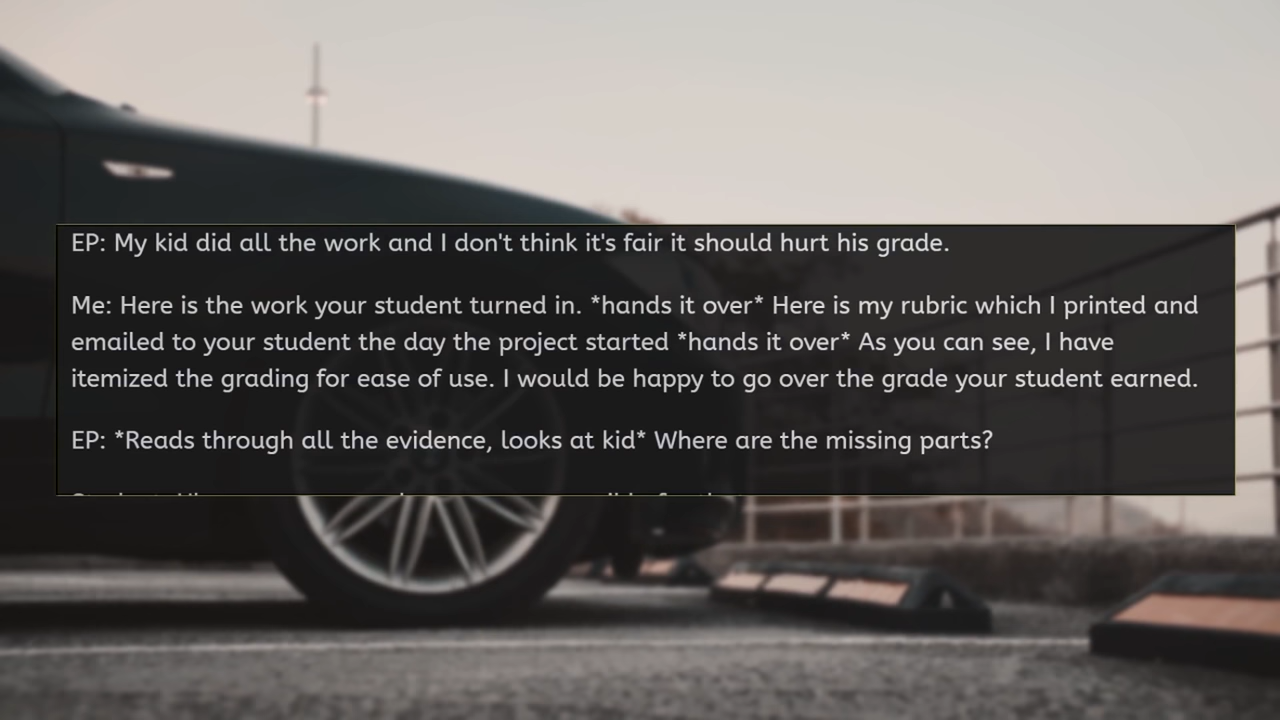 EP: My kid did all the work and I don't think it's fair it should hurt his grade.
Me: Here is the work your student turned in. *hands it over* Here is my rubric which I printed and
emailed to your student the day the project started *hands it over* As you can see, I have
itemized the grading for ease of use. I would be happy to go over the grade your student earned.
EP: *Reads through all the evidence, looks at kid* Where are the missing parts?